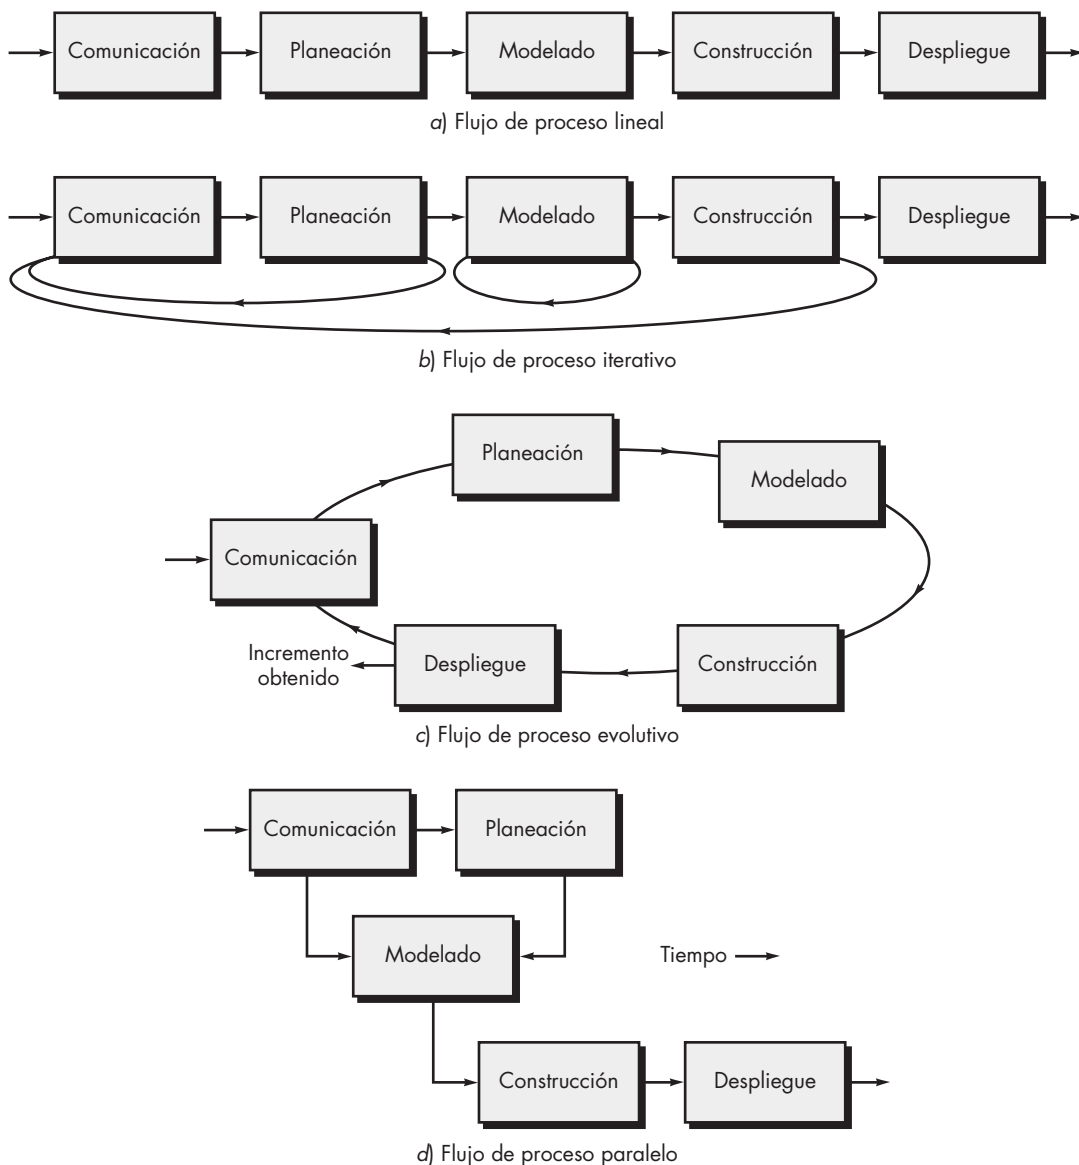 Comunicación
Planeación
Modelado
Construcción
Despliegue
a) Flujo de proceso lineal
Comunicación
Planeación
Modelado
Construcción
Despliegue
b) Flujo de proceso iterativo
Planeación
Modelado
Comunicación
Incremento
obtenido
Despliegue
Construcción
c) Flujo de proceso evolutivo
Comunicación
Planeación
Modelado
Tiempo
Construcción
Despliegue
d) Flujo de proceso paralelo